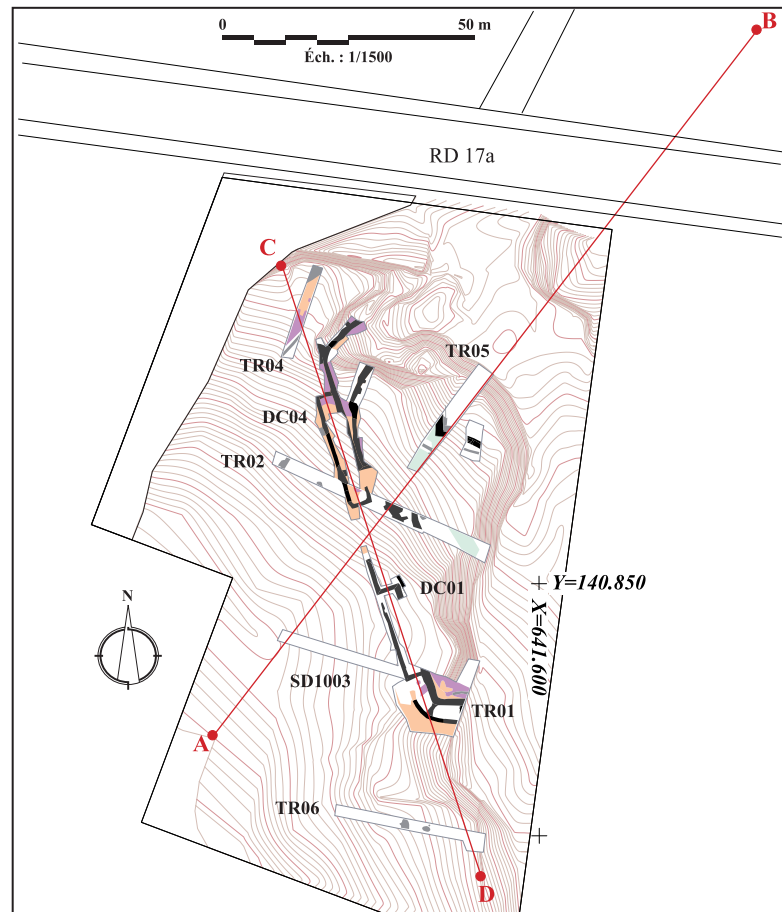 B
0 50 m
Éch. : 1/1500
RD 17a
C
TR05
TR04
DC04
TR02
Y=140.850
DC01
X=641.600
N
SD1003
TR01
A
TR06
D